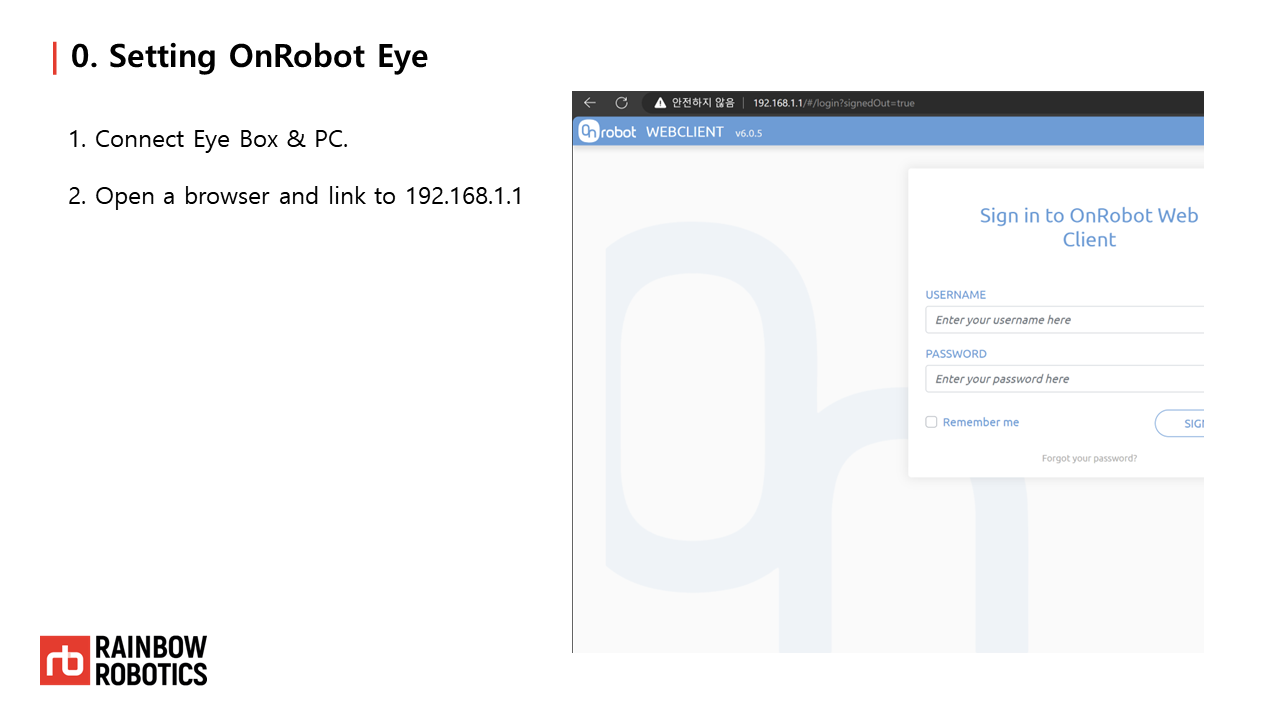 0. Setting OnRobot Eye
1. Connect Eye Box & PC.
2. Open a browser and link to 192.168.1.1
안전하지 않음 | 192.168.1.1/#/login?signedOut=true
On robot WEBCLIENT v6.0.5
Sign in to OnRobot Web
Client
USERNAME
Enter your username here
PASSWORD
Enter your password here
Remember me
SIG
Forgot your password?
rb RAINBOW
ROBOTICS